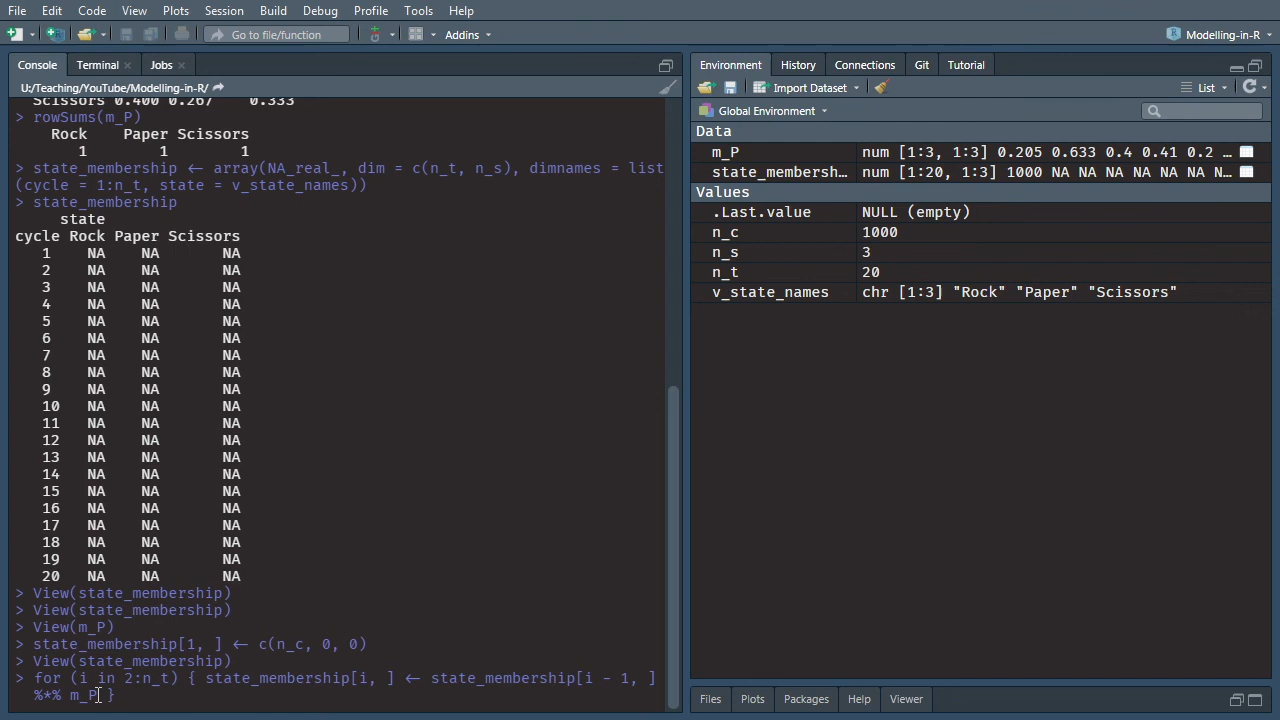 File Edit Code View Plots Session Build Debug Profile Tools Help
Go to file/function Addins Modelling-in-R
Console Terminal Jobs
U:/Teaching/YouTube/Modelling-in-R/
Scissors 0.400 0.267 0.333
> rowSums(m_P)
Rock Paper Scissors
1 1 1
> state_membership ← array(NA_real_, dim = c(n_t, n_s), dimnames = list
(cycle = 1:n_t, state = v_state_names))
> state_membership
state
cycle Rock Paper Scissors
1 NA NA NA
2 NA NA NA
3 NA NA NA
4 NA NA NA
5 NA NA NA
6 NA NA NA
7 NA NA NA
8 NA NA NA
9 NA NA NA
10 NA NA NA
11 NA NA NA
12 NA NA NA
13 NA NA NA
14 NA NA NA
15 NA NA NA
16 NA NA NA
17 NA NA NA
18 NA NA NA
19 NA NA NA
20 NA NA NA
> View(state_membership)
> View(state_membership)
> View(m_P)
> state_membership[1, ] ← c(n_c, 0, 0)
> View(state_membership)
> for (i in 2:n_t) { state_membership[i, ] ← state_membership[i - 1, ]
%*% m_P }
Environment History Connections Git Tutorial
Import Dataset List
Global Environment
Data
m_P num [1:3, 1:3] 0.205 0.633 0.4 0.41 0.2 …
state_membersh… num [1:20, 1:3] 1000 NA NA NA NA NA NA N…
Values
.Last.value NULL (empty)
n_c 1000
n_s 3
n_t 20
v_state_names chr [1:3] "Rock" "Paper" "Scissors"
Files Plots Packages Help Viewer